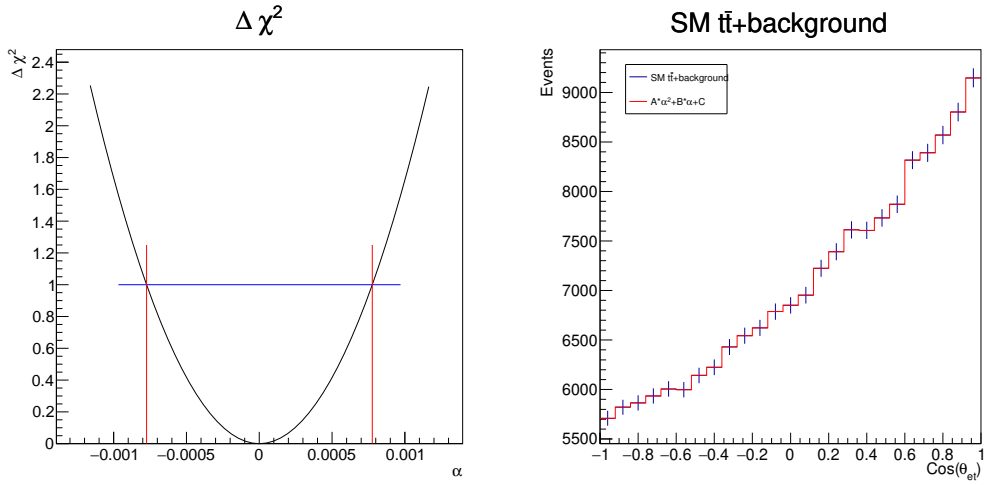 Δ χ²
Δ χ²
2.4
2.2
2
1.8
1.6
1.4
1.2
1
0.8
0.6
0.4
0.2
0
−0.001 −0.0005 0 0.0005 0.001
α
SM tt̄+background
Events
SM tt̄+background
A*α²+B*α+C
9000
8500
8000
7500
7000
6500
6000
5500
−1 −0.8 −0.6 −0.4 −0.2 0 0.2 0.4 0.6 0.8 1
Cos(θet)